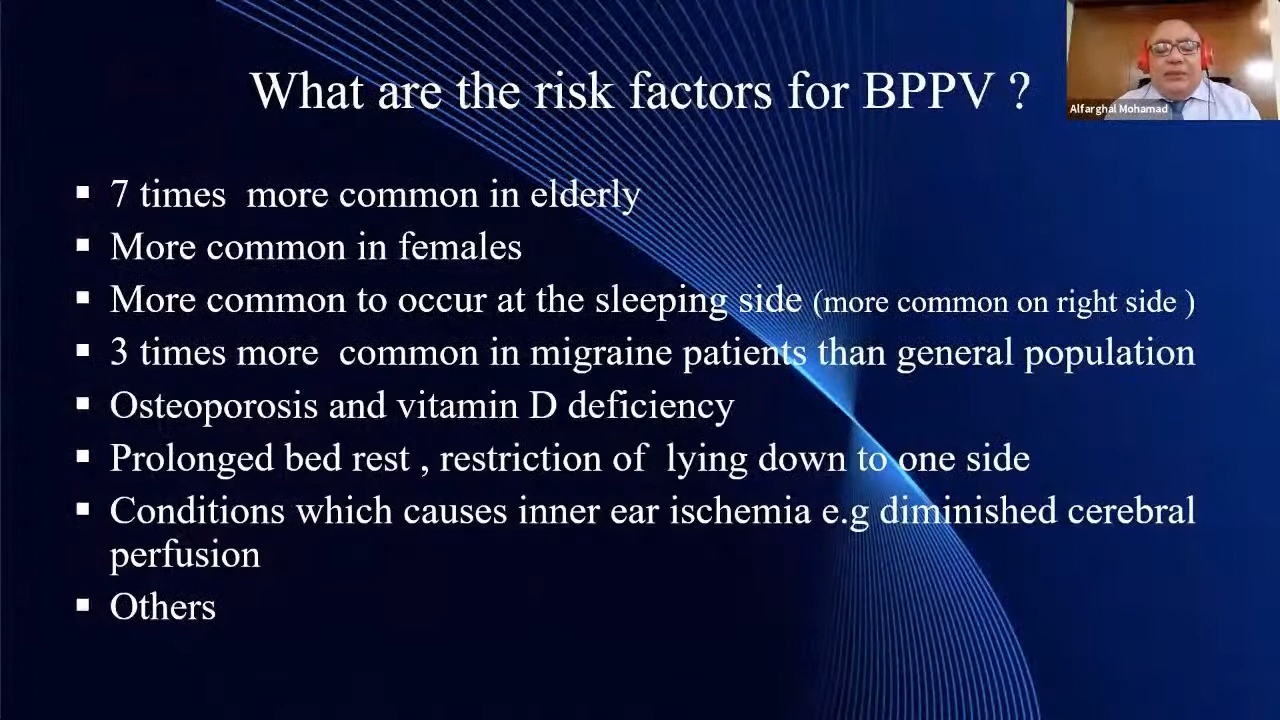 What are the risk factors for BPPV ?
Alfarghal Mohamad
▪ 7 times more common in elderly
▪ More common in females
▪ More common to occur at the sleeping side (more common on right side )
▪ 3 times more common in migraine patients than general population
▪ Osteoporosis and vitamin D deficiency
▪ Prolonged bed rest , restriction of lying down to one side
▪ Conditions which causes inner ear ischemia e.g diminished cerebral
perfusion
▪ Others